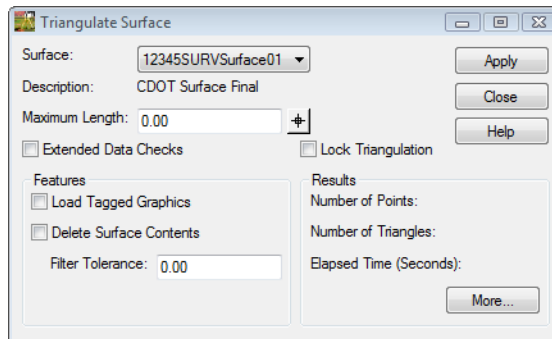 Triangulate Surface
Surface: 12345SURVSurface01
Apply
Description: CDOT Surface Final
Close
Maximum Length: 0.00
Help
Extended Data Checks
Lock Triangulation
Features
Load Tagged Graphics
Delete Surface Contents
Filter Tolerance: 0.00
Results
Number of Points:
Number of Triangles:
Elapsed Time (Seconds):
More...